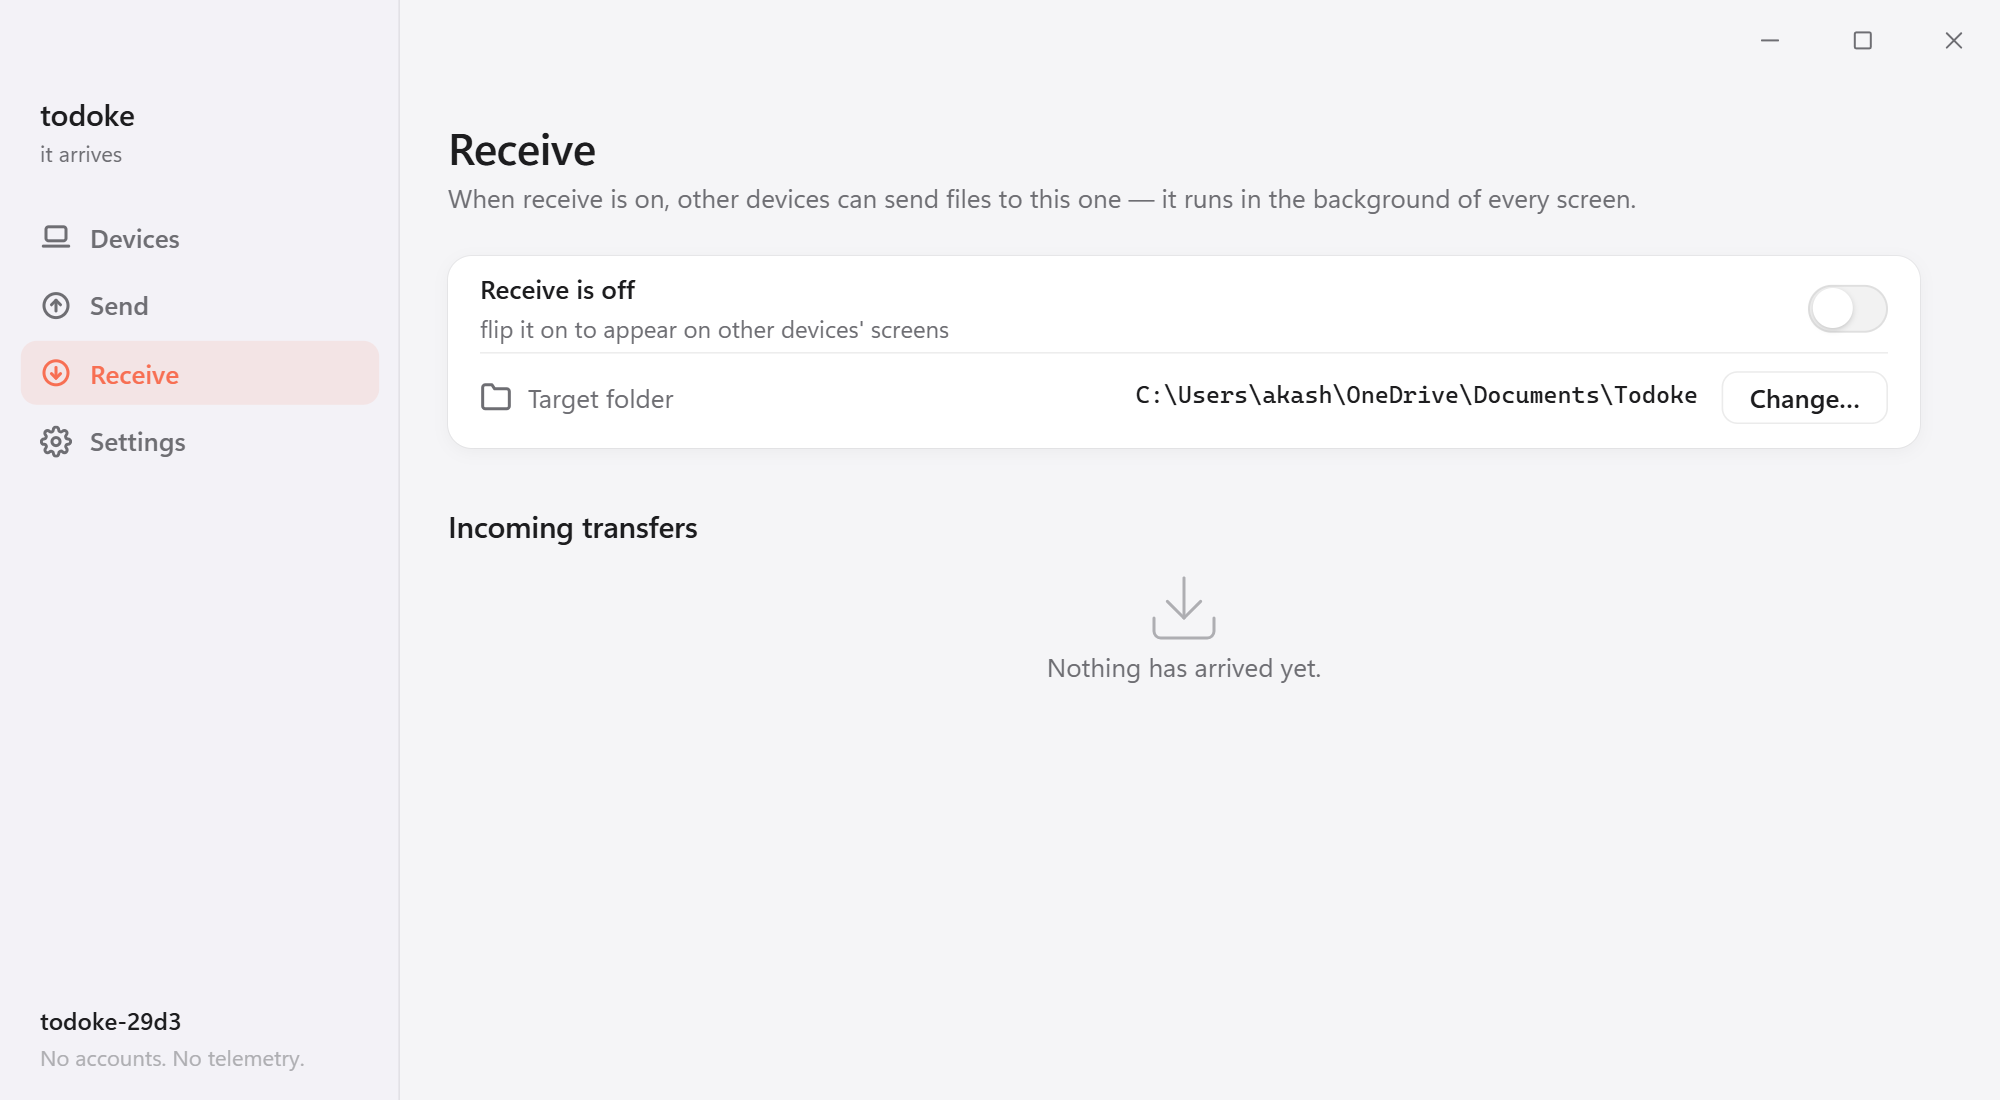 todoke
it arrives
Devices
Send
Receive
Settings
todoke-29d3
No accounts. No telemetry.
Receive
When receive is on, other devices can send files to this one — it runs in the background of every screen.
Receive is off
flip it on to appear on other devices' screens
Target folder
C:\Users\akash\OneDrive\Documents\Todoke
Change...
Incoming transfers
Nothing has arrived yet.